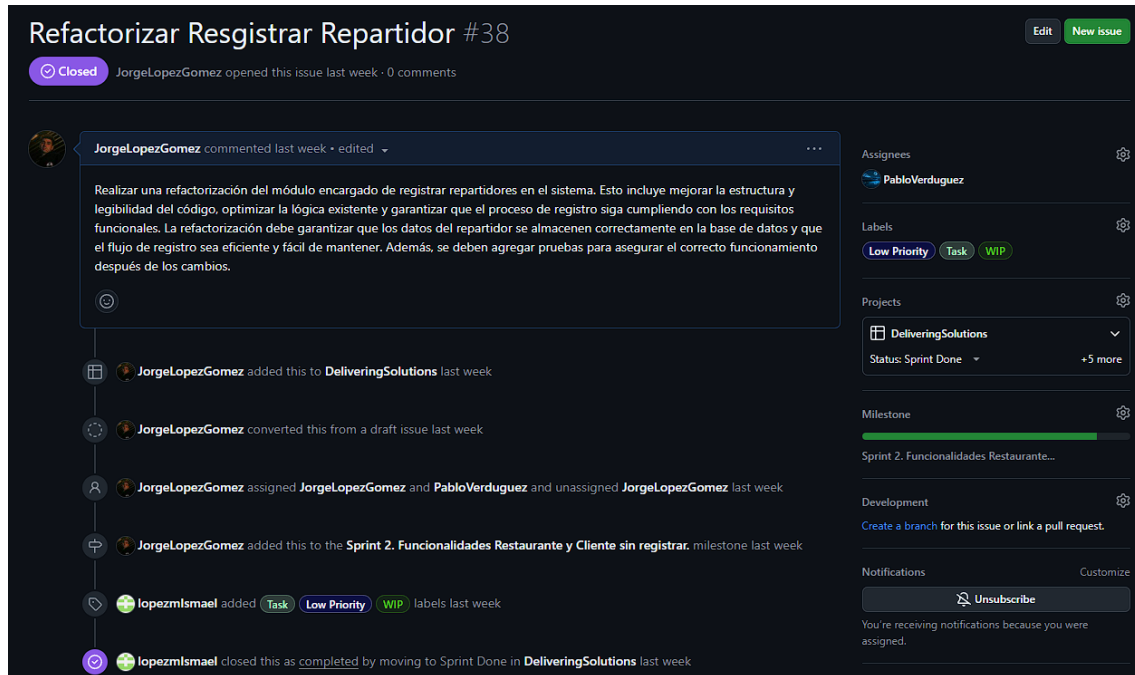 Refactorizar Resgistrar Repartidor #38
Edit
New issue
Closed
JorgeLopezGomez opened this issue last week · 0 comments
JorgeLopezGomez commented last week • edited
Realizar una refactorización del módulo encargado de registrar repartidores en el sistema. Esto incluye mejorar la estructura y
legibilidad del código, optimizar la lógica existente y garantizar que el proceso de registro siga cumpliendo con los requisitos
funcionales. La refactorización debe garantizar que los datos del repartidor se almacenen correctamente en la base de datos y que
el flujo de registro sea eficiente y fácil de mantener. Además, se deben agregar pruebas para asegurar el correcto funcionamiento
después de los cambios.
JorgeLopezGomez added this to DeliveringSolutions last week
JorgeLopezGomez converted this from a draft issue last week
JorgeLopezGomez assigned JorgeLopezGomez and PabloVerduguez and unassigned JorgeLopezGomez last week
JorgeLopezGomez added this to the Sprint 2. Funcionalidades Restaurante y Cliente sin registrar. milestone last week
lopezmIsmael added Task Low Priority WIP labels last week
lopezmIsmael closed this as completed by moving to Sprint Done in DeliveringSolutions last week
Assignees
PabloVerduguez
Labels
Low Priority Task WIP
Projects
DeliveringSolutions
Status: Sprint Done +5 more
Milestone
Sprint 2. Funcionalidades Restaurante...
Development
Create a branch for this issue or link a pull request.
Notifications Customize
Unsubscribe
You're receiving notifications because you were
assigned.